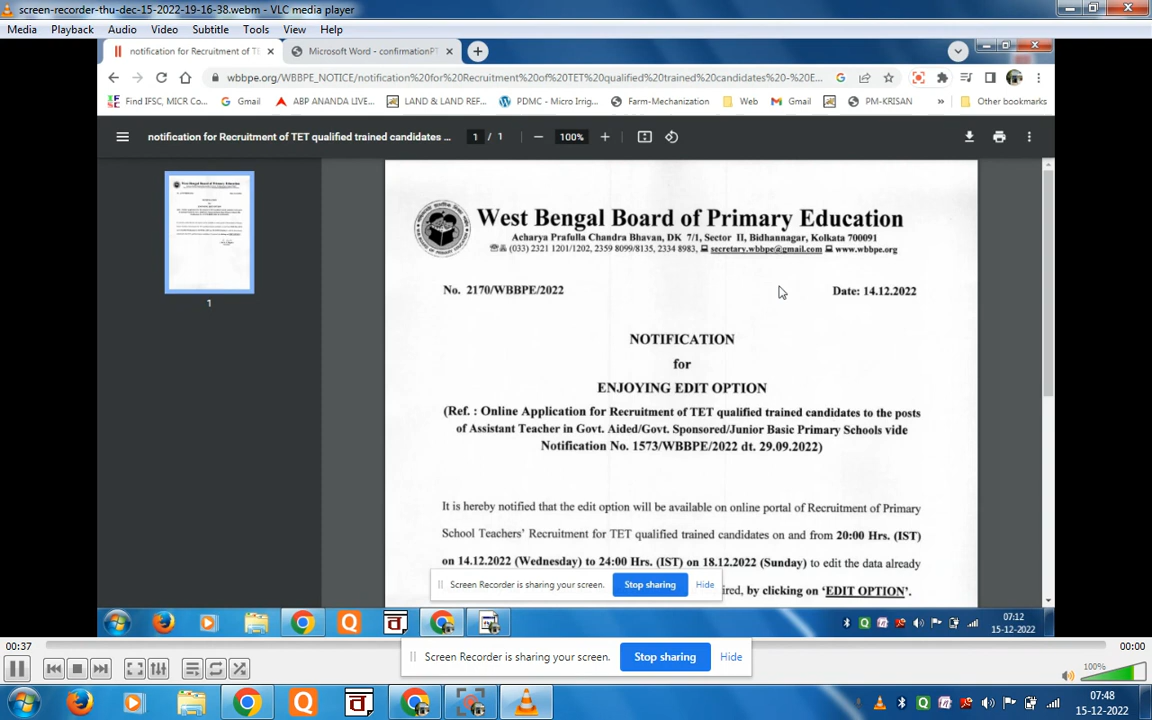 screen-recorder-thu-dec-15-2022-19-16-38.webm - VLC media player
Media Playback Audio Video Subtitle Tools View Help
notification for Recruitment of TE Microsoft Word - confirmationPT
wbbpe.org/WBBPE_NOTICE/notification%20for%20Recruitment%20of%20TET%20qualified%20trained%20candidates%20-%20E...
Find IFSC, MICR Co... Gmail ABP ANANDA LIVE... LAND & LAND REF... PDMC - Micro Irrig... Farm-Mechanization Web Gmail PM-KRISAN » Other bookmarks
notification for Recruitment of TET qualified trained candidates ... 1 / 1 100%
1
West Bengal Board of Primary Education
Acharya Prafulla Chandra Bhavan, DK 7/1, Sector II, Bidhannagar, Kolkata 700091
(033) 2321 1201/1202, 2359 8099/8135, 2334 8983, secretary.wbbpe@gmail.com www.wbbpe.org
No. 2170/WBBPE/2022 Date: 14.12.2022
NOTIFICATION
for
ENJOYING EDIT OPTION
(Ref. : Online Application for Recruitment of TET qualified trained candidates to the posts
of Assistant Teacher in Govt. Aided/Govt. Sponsored/Junior Basic Primary Schools vide
Notification No. 1573/WBBPE/2022 dt. 29.09.2022)
It is hereby notified that the edit option will be available on online portal of Recruitment of Primary
School Teachers' Recruitment for TET qualified trained candidates on and from 20:00 Hrs. (IST)
on 14.12.2022 (Wednesday) to 24:00 Hrs. (IST) on 18.12.2022 (Sunday) to edit the data already
Screen Recorder is sharing your screen. Stop sharing Hide
ired, by clicking on 'EDIT OPTION'.
07:12
15-12-2022
00:37 00:00
Screen Recorder is sharing your screen. Stop sharing Hide
100%
07:48
15-12-2022